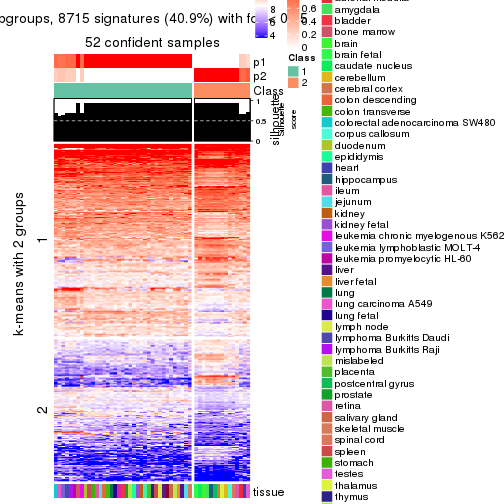 ogroups, 8715 signatures (40.9%) with fd
52 confident samples
p1
p2
Class
1
0.5
0
silhouette
score
k-means with 2 groups
1
2
tissue
8
6
4
0.6
0.4
0.2
0
Class
1
2
amygdala
bladder
bone marrow
brain
brain fetal
caudate nucleus
cerebellum
cerebral cortex
colon descending
colon transverse
colorectal adenocarcinoma SW480
corpus callosum
duodenum
epididymis
heart
hippocampus
ileum
jejunum
kidney
kidney fetal
leukemia chronic myelogenous K562
leukemia lymphoblastic MOLT-4
leukemia promyelocytic HL-60
liver
liver fetal
lung
lung carcinoma A549
lung fetal
lymph node
lymphoma Burkitts Daudi
lymphoma Burkitts Raji
mislabeled
placenta
postcentral gyrus
prostate
retina
salivary gland
skeletal muscle
spinal cord
spleen
stomach
testes
thalamus
thymus